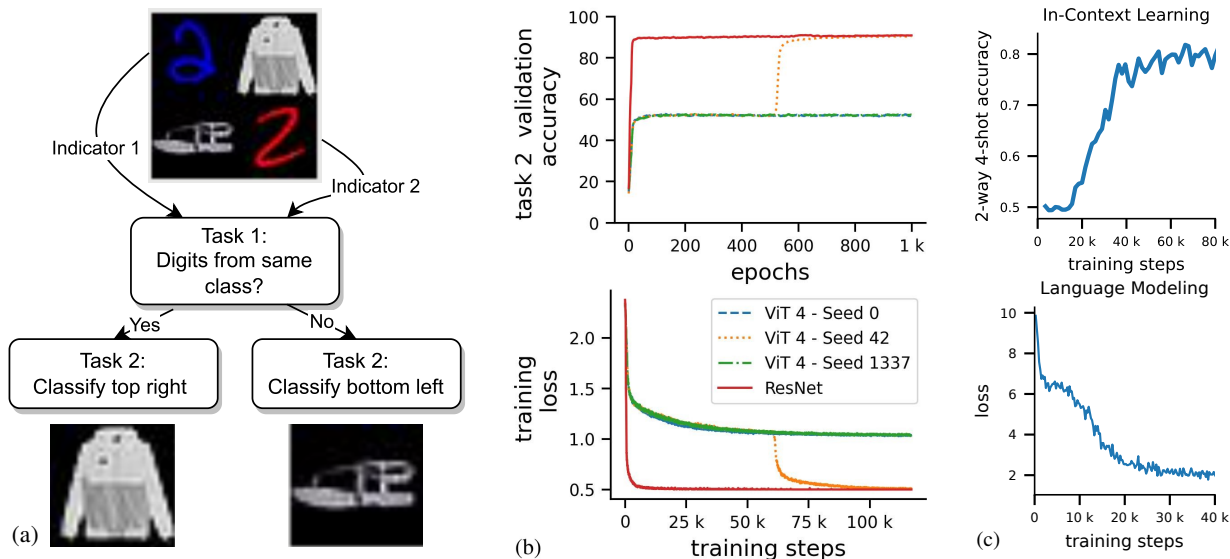 Indicator 1
Indicator 2
Task 1:
Digits from same
class?
Yes
No
Task 2:
Classify top right
Task 2:
Classify bottom left
(a)
task 2 validation
accuracy
100
80
60
40
20
0
0
200
400
600
800
1 k
epochs
training
loss
2.0
1.5
1.0
0.5
ViT 4 - Seed 0
ViT 4 - Seed 42
ViT 4 - Seed 1337
ResNet
0
25 k
50 k
75 k
100 k
training steps
(b)
In-Context Learning
2-way 4-shot accuracy
0.8
0.7
0.6
0.5
0
20 k
40 k
60 k
80 k
training steps
Language Modeling
loss
10
8
6
4
2
0
10 k
20 k
30 k
40 k
training steps
(c)